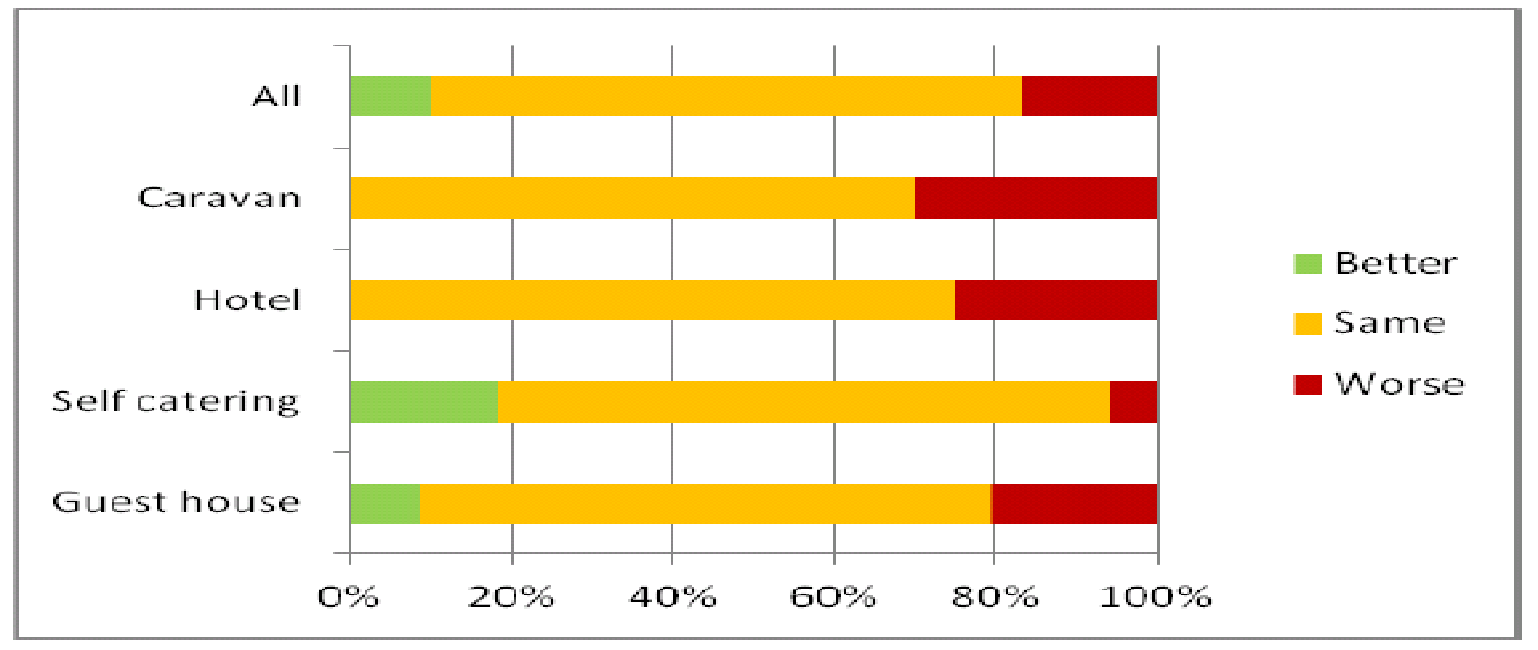 All
Caravan
Hotel
Self catering
Guest house
0% 20% 40% 60% 80% 100%
Better
Same
Worse